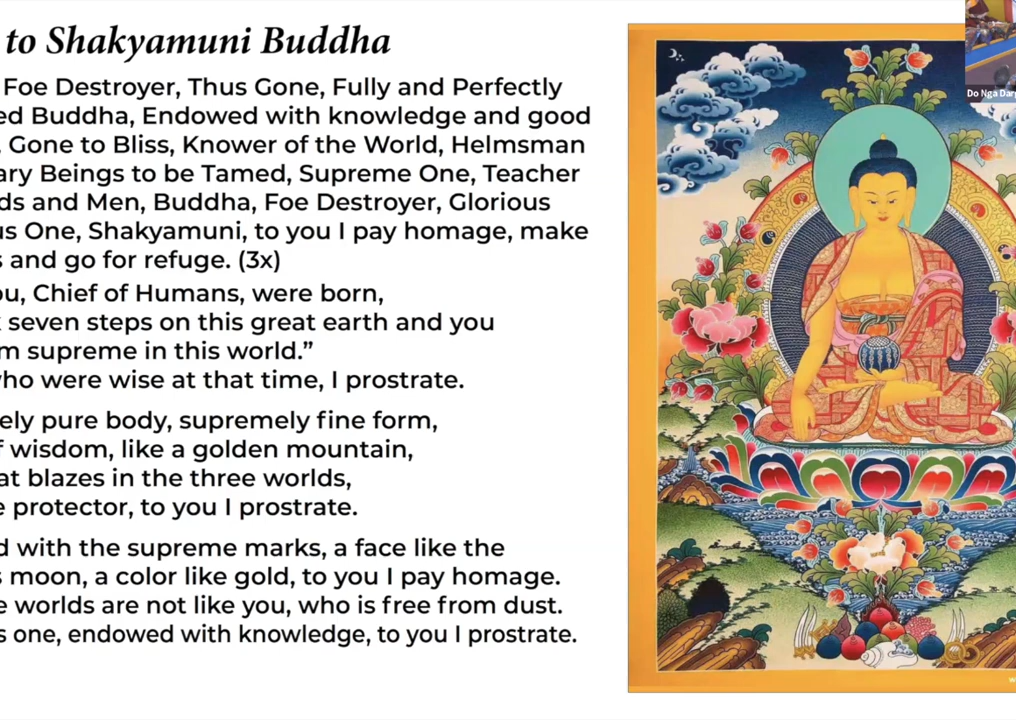 to Shakyamuni Buddha
Foe Destroyer, Thus Gone, Fully and Perfectly
ed Buddha, Endowed with knowledge and good
, Gone to Bliss, Knower of the World, Helmsman
ary Beings to be Tamed, Supreme One, Teacher
ds and Men, Buddha, Foe Destroyer, Glorious
us One, Shakyamuni, to you I pay homage, make
s and go for refuge. (3x)
ou, Chief of Humans, were born,
k seven steps on this great earth and you
m supreme in this world.”
who were wise at that time, I prostrate.
ely pure body, supremely fine form,
f wisdom, like a golden mountain,
at blazes in the three worlds,
e protector, to you I prostrate.
d with the supreme marks, a face like the
s moon, a color like gold, to you I pay homage.
e worlds are not like you, who is free from dust.
s one, endowed with knowledge, to you I prostrate.
Do Nga Dar